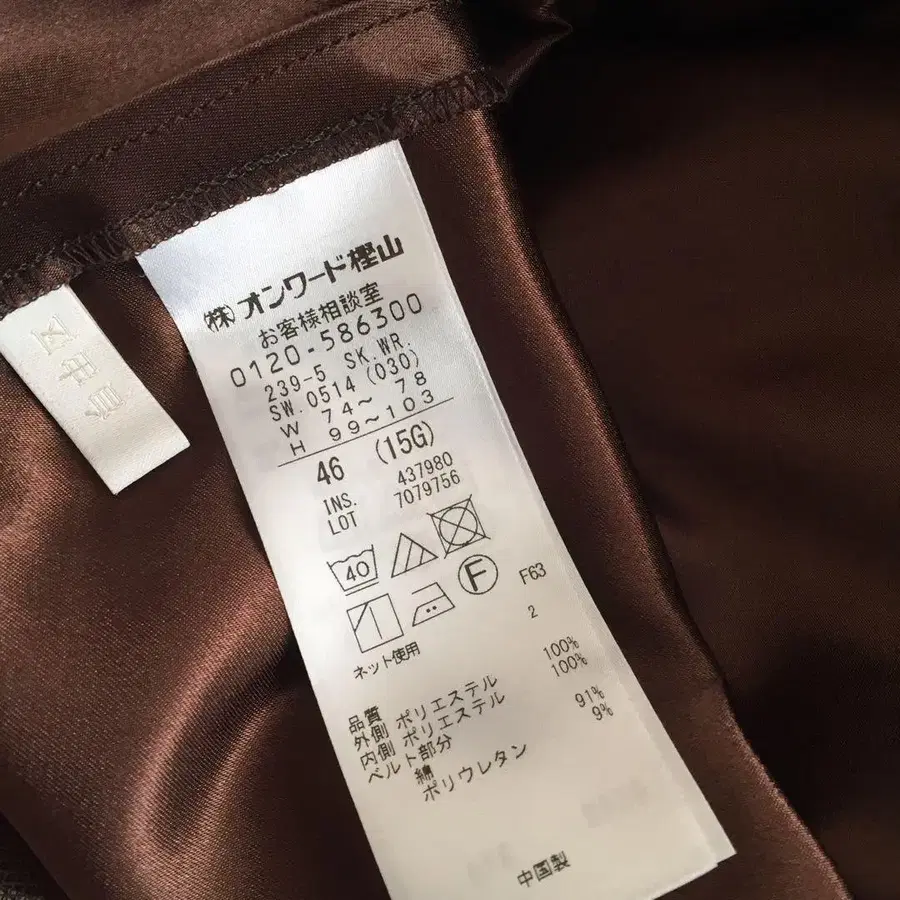 (株)オンワード樫山
お客様相談室
0120-586300
239-5 SK.WR.
SW.0514 (030)
W 74～ 78
H 99～103
46 (15G)
INS. 437980
LOT 7079756
40
F
F63
2
ネット使用
品質
外側 ポリエステル 100%
内側 ポリエステル 100%
ベルト部分
綿 91%
ポリウレタン 9%
中国製